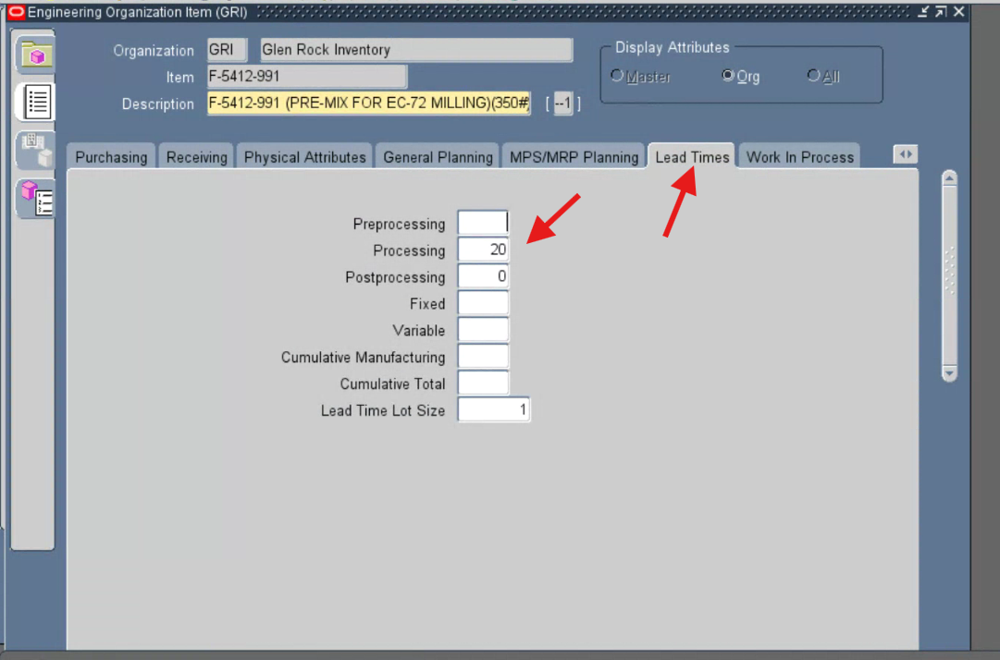 Engineering Organization Item (GRI)
Organization GRI Glen Rock Inventory
Item F-5412-991
Description F-5412-991 (PRE-MIX FOR EC-72 MILLING)(350#) [ --1 ]
Display Attributes
Master Org All
Purchasing Receiving Physical Attributes General Planning MPS/MRP Planning Lead Times Work In Process
Preprocessing
Processing 20
Postprocessing 0
Fixed
Variable
Cumulative Manufacturing
Cumulative Total
Lead Time Lot Size 1